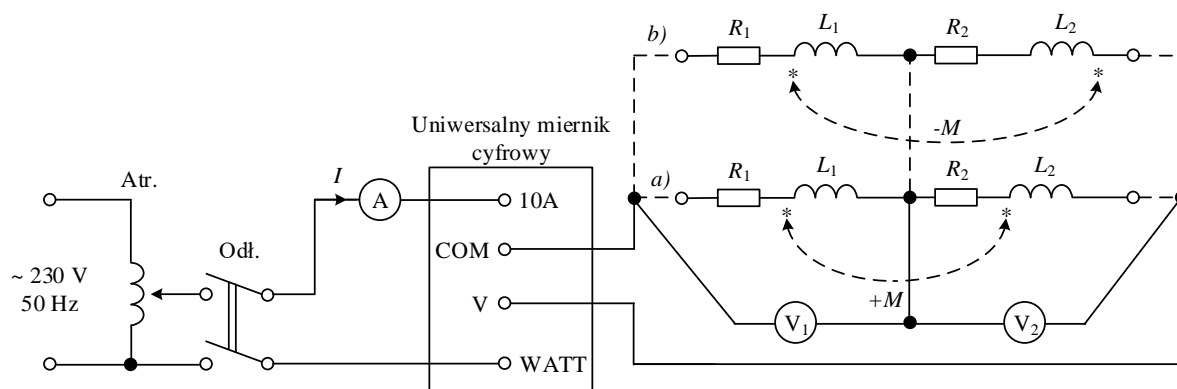 b)
R1
L1
R2
L2
*
*
-M
Uniwersalny miernik
cyfrowy
Atr.
I
A
10A
a)
R1
L1
R2
L2
*
*
COM
Odł.
~ 230 V
50 Hz
V
+M
V1
V2
WATT